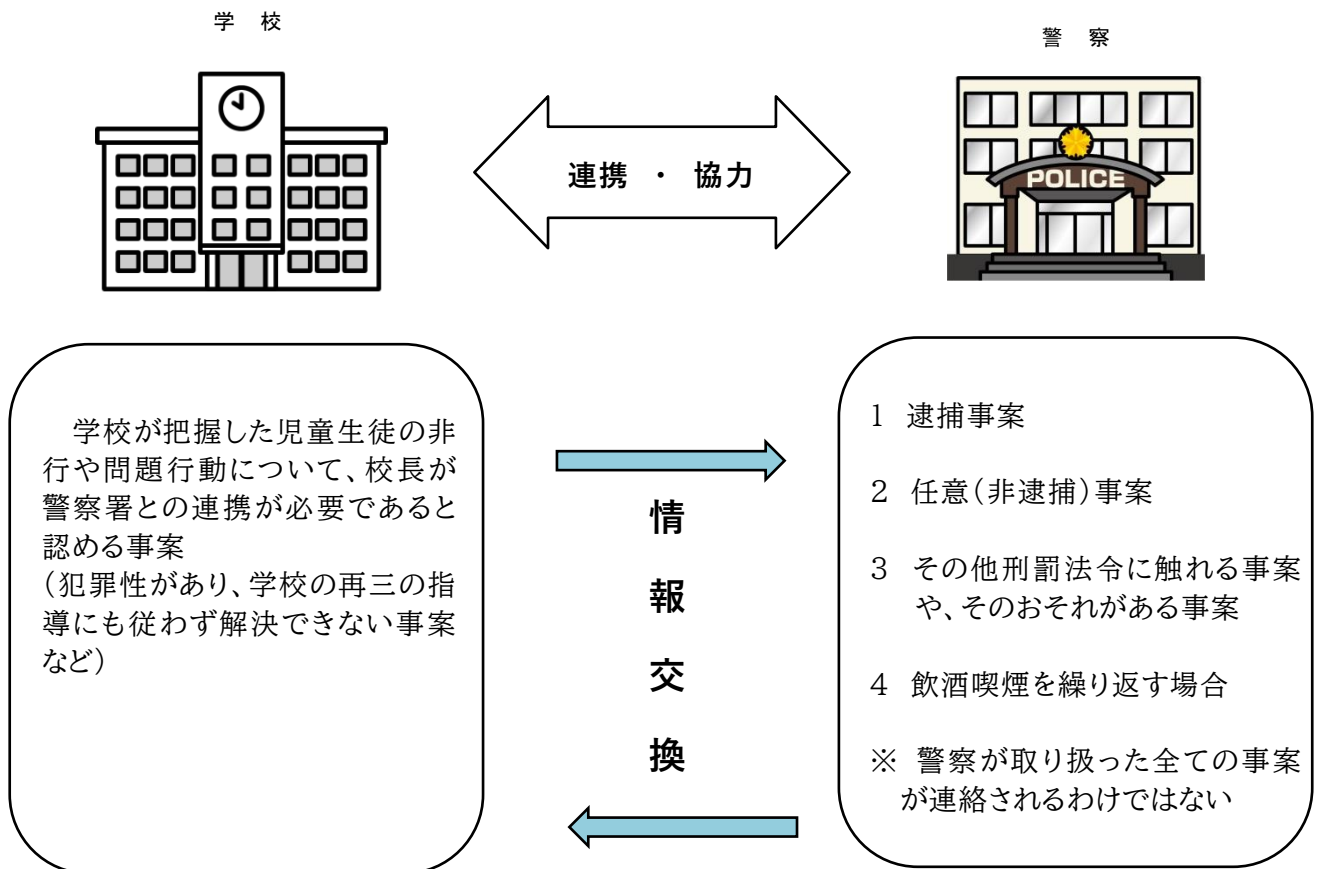 学 校
警 察
連携 ・ 協力
POLICE
学校が把握した児童生徒の非
行や問題行動について、校長が
警察署との連携が必要であると
認める事案
(犯罪性があり、学校の再三の指
導にも従わず解決できない事案
など)
情
報
交
換
1 逮捕事案
2 任意(非逮捕)事案
3 その他刑罰法令に触れる事案
や、そのおそれがある事案
4 飲酒喫煙を繰り返す場合
※ 警察が取り扱った全ての事案
が連絡されるわけではない